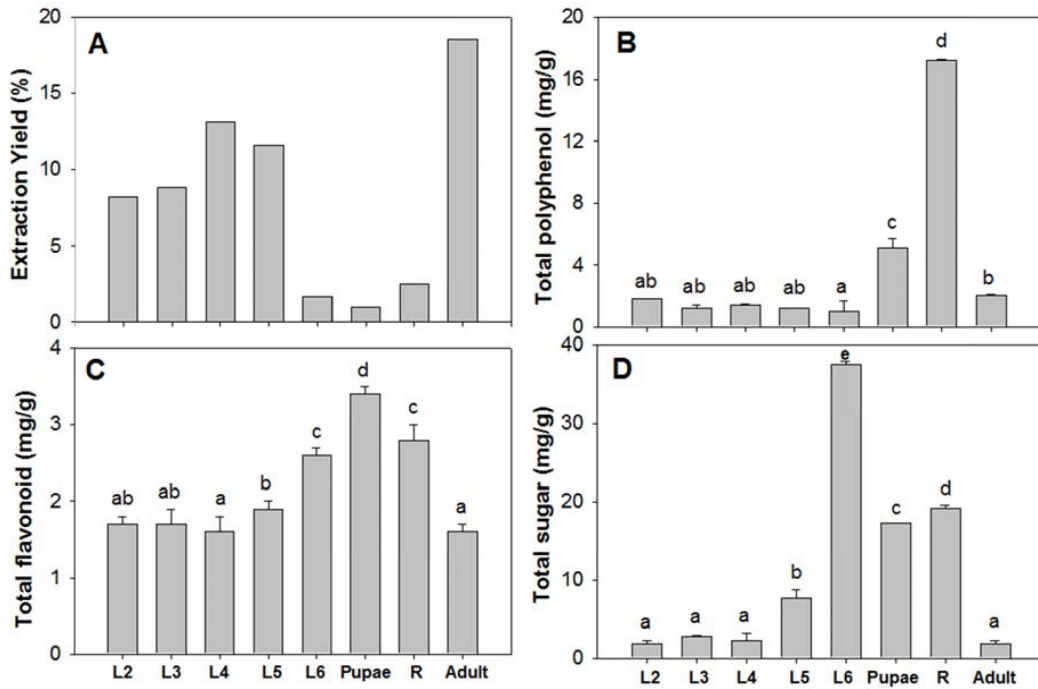 A
Extraction Yield (%)
20
15
10
5
0
B
Total polyphenol (mg/g)
20
16
12
8
4
0
ab ab ab ab a c d b
C
Total flavonoid (mg/g)
4
3
2
1
0
ab ab a b c d c a
L2 L3 L4 L5 L6 Pupae R Adult
D
Total sugar (mg/g)
40
30
20
10
0
a a a b e c d a
L2 L3 L4 L5 L6 Pupae R Adult